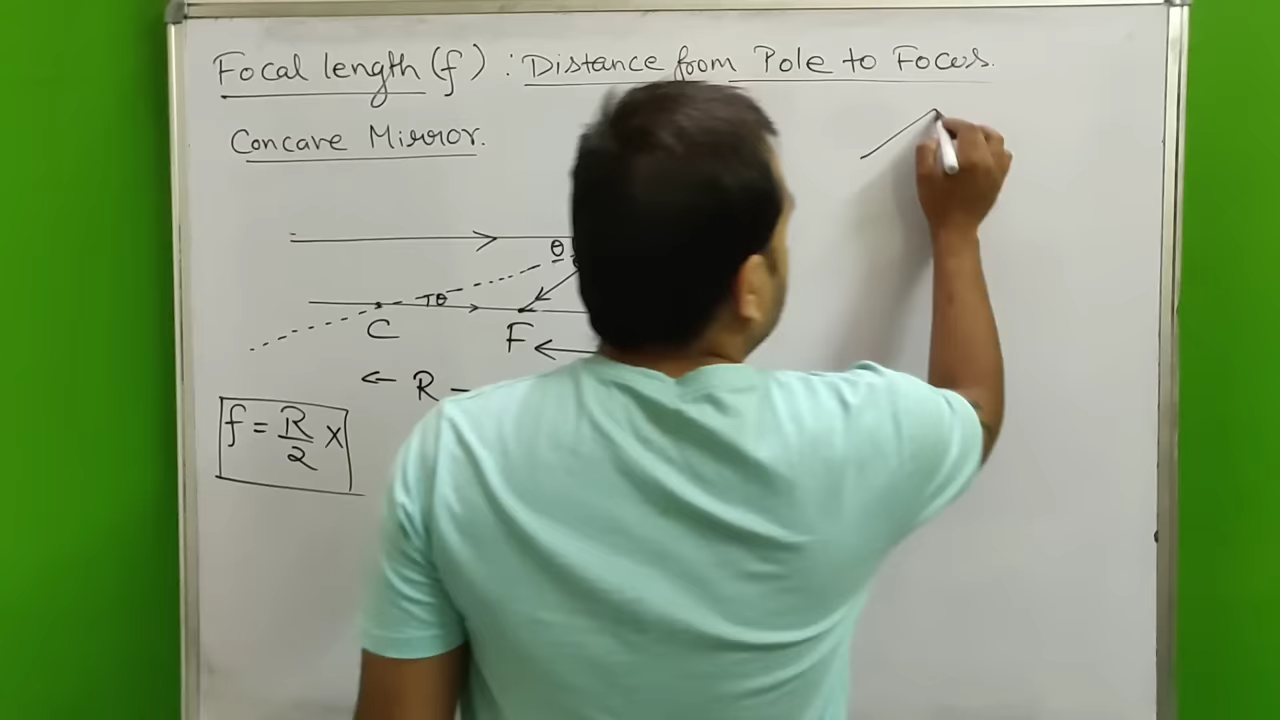 Focal length (f) : Distance from Pole to Focus.
Concave Mirror.
θ
θ
C
F
← R –
f = R/2 x